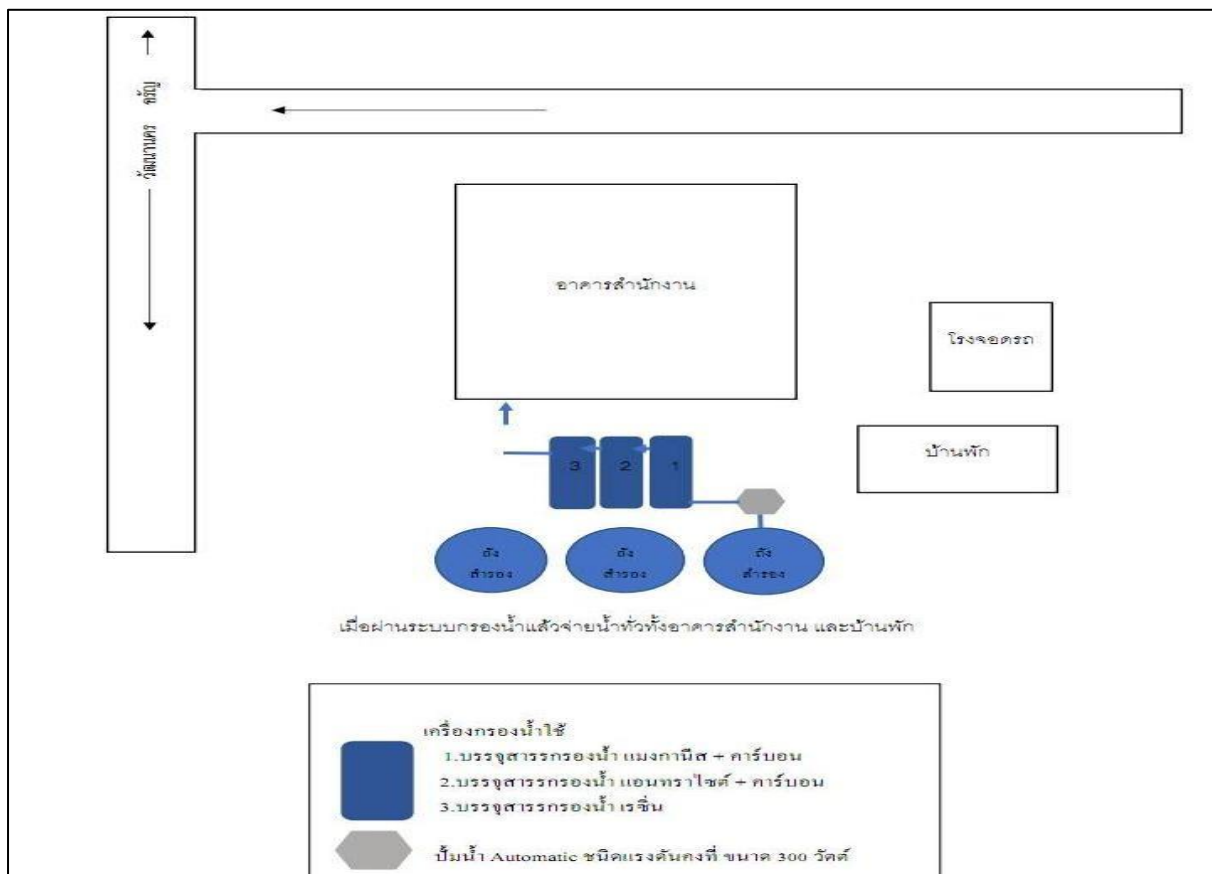 วัฒนานคร อรัญ
อาคารสำนักงาน
โรงจอดรถ
บ้านพัก
3 2 1
ถัง
สำรอง
ถัง
สำรอง
ถัง
สำรอง
เมื่อผ่านระบบกรองน้ำแล้วจ่ายน้ำทั่วทั้งอาคารสำนักงาน และบ้านพัก
เครื่องกรองน้ำใช้
1.บรรจุสารรกรองน้ำ แมงกานีส + คาร์บอน
2.บรรจุสารรกรองน้ำ แอนทราไซต์ + คาร์บอน
3.บรรจุสารรกรองน้ำ เรซิ่น
ปั้มน้ำ Automatic ชนิดแรงดันคงที่ ขนาด 300 วัตต์